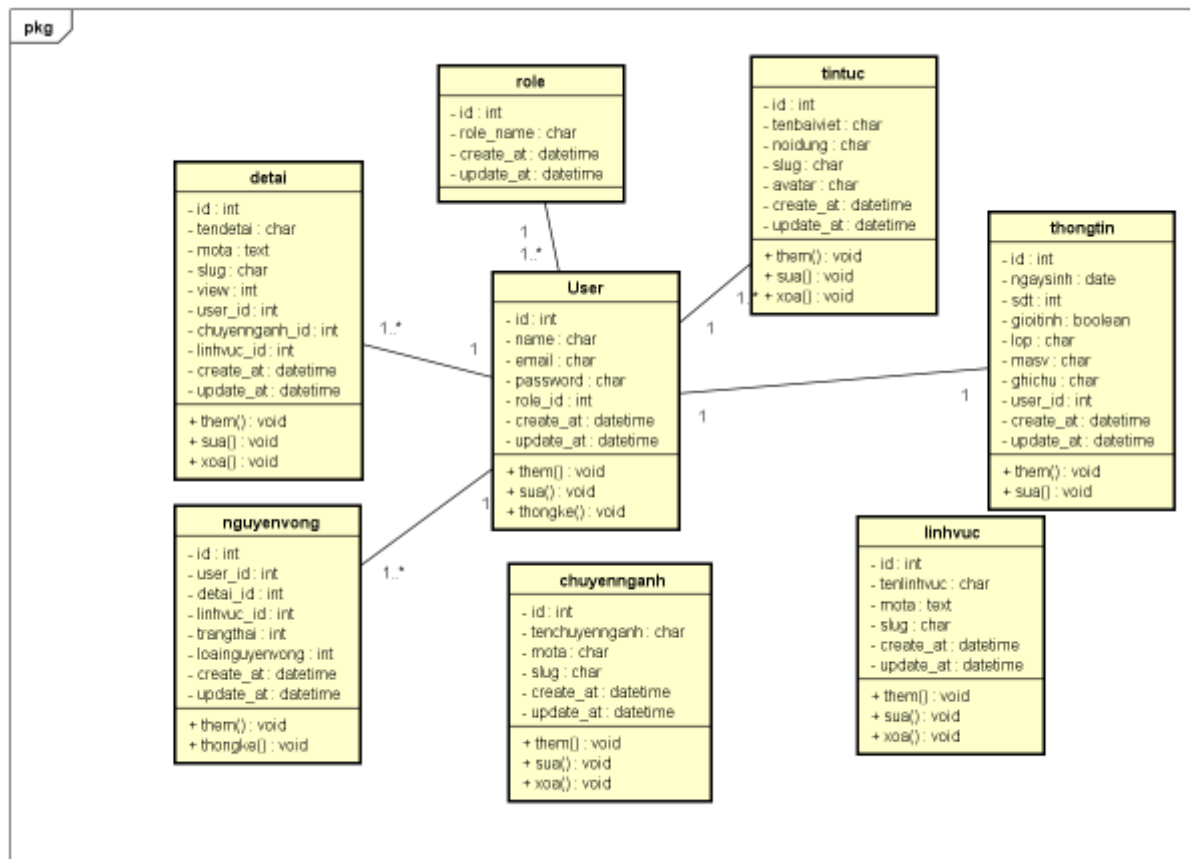 pkg
role
- id : int
- role_name : char
- create_at : datetime
- update_at : datetime
tintuc
- id : int
- tenbaiviet : char
- noidung : char
- slug : char
- avatar : char
- create_at : datetime
- update_at : datetime
+ them() : void
+ sua() : void
+ xoa() : void
detai
- id : int
- tendetai : char
- mota : text
- slug : char
- view : int
- user_id : int
- chuyennganh_id : int
- linhvuc_id : int
- create_at : datetime
- update_at : datetime
+ them() : void
+ sua() : void
+ xoa() : void
thongtin
- id : int
- ngaysinh : date
- sdt : int
- gioitinh : boolean
- lop : char
- masv : char
- ghichu : char
- user_id : int
- create_at : datetime
- update_at : datetime
+ them() : void
+ sua() : void
1
1..*
User
- id : int
- name : char
- email : char
- password : char
- role_id : int
- create_at : datetime
- update_at : datetime
+ them() : void
+ sua() : void
+ thongke() : void
1..*
1
1..*
1
1
1
1
1..*
nguyenvong
- id : int
- user_id : int
- detai_id : int
- linhvuc_id : int
- trangthai : int
- loainguyenvong : int
- create_at : datetime
- update_at : datetime
+ them() : void
+ thongke() : void
chuyennganh
- id : int
- tenchuyennganh : char
- mota : char
- slug : char
- create_at : datetime
- update_at : datetime
+ them() : void
+ sua() : void
+ xoa() : void
linhvuc
- id : int
- tenlinhvuc : char
- mota : text
- slug : char
- create_at : datetime
- update_at : datetime
+ them() : void
+ sua() : void
+ xoa() : void